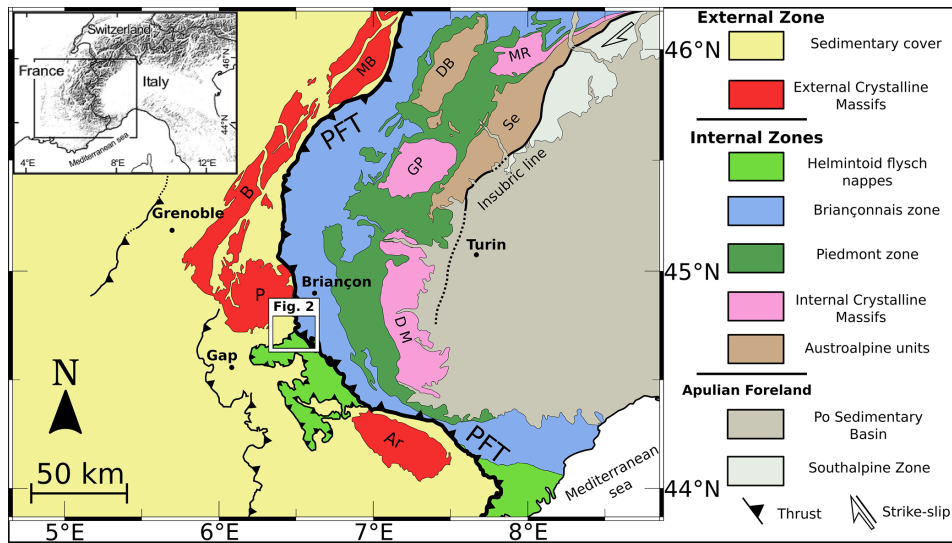 Switzerland
France
Italy
46°N
44°N
Mediterranean sea
4°E
8°E
12°E
MB
DB
MR
PFT
Se
GP
B
Insubric line
Grenoble
Turin
Briançon
P
Fig. 2
D M
Gap
N
Ar
PFT
50 km
Mediterranean
sea
46°N
45°N
44°N
5°E
6°E
7°E
8°E
External Zone
Sedimentary cover
External Crystalline
Massifs
Internal Zones
Helmintoid flysch
nappes
Briançonnais zone
Piedmont zone
Internal Crystalline
Massifs
Austroalpine units
Apulian Foreland
Po Sedimentary
Basin
Southalpine Zone
Thrust
Strike-slip